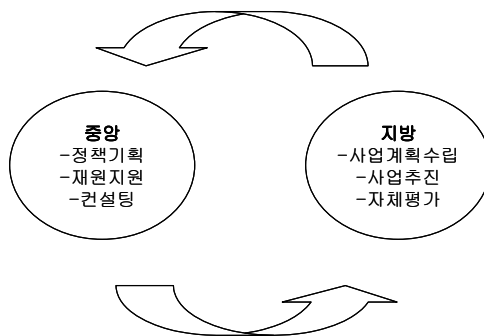 중앙
-정책기획
-재원지원
-컨설팅
지방
-사업계획수립
-사업추진
-자체평가